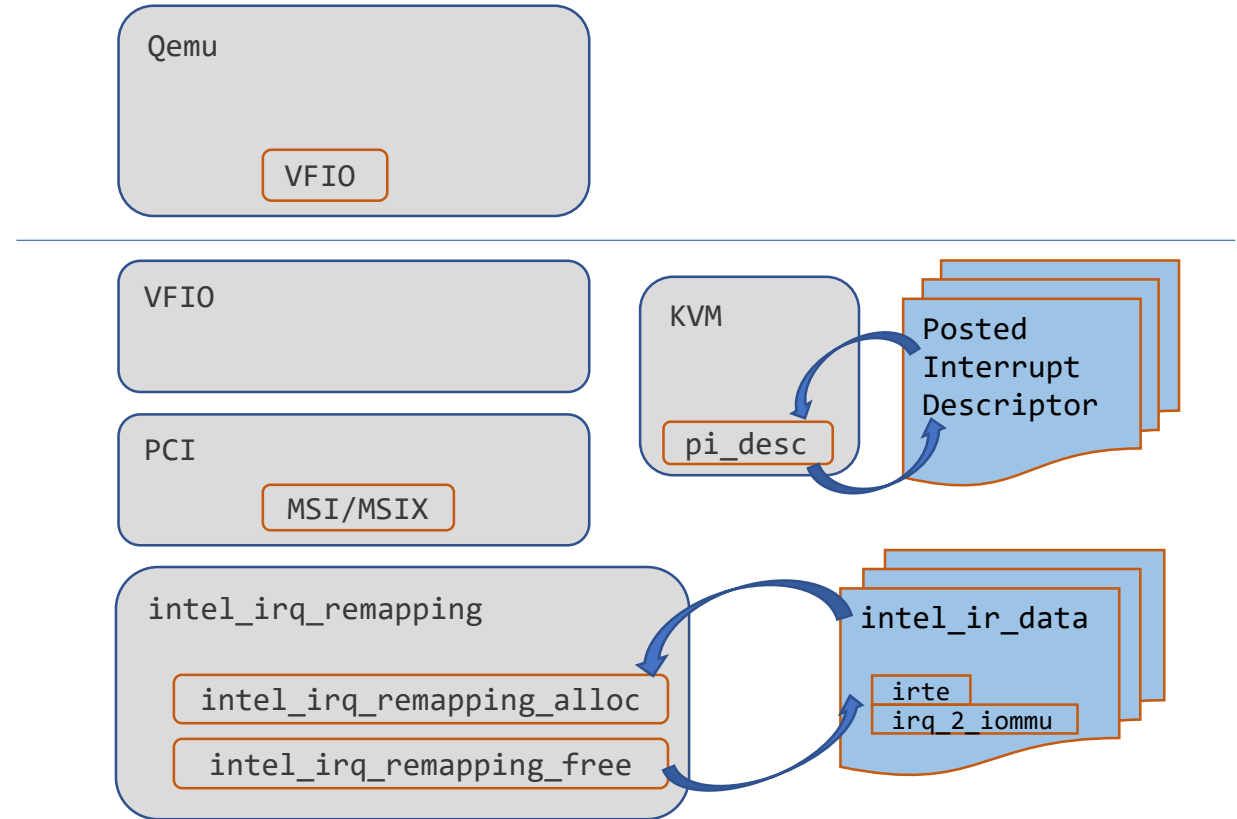 Qemu
VFIO
VFIO
KVM
pi_desc
Posted
Interrupt
Descriptor
PCI
MSI/MSIX
intel_irq_remapping
intel_irq_remapping_alloc
intel_irq_remapping_free
intel_ir_data
irte
irq_2_iommu